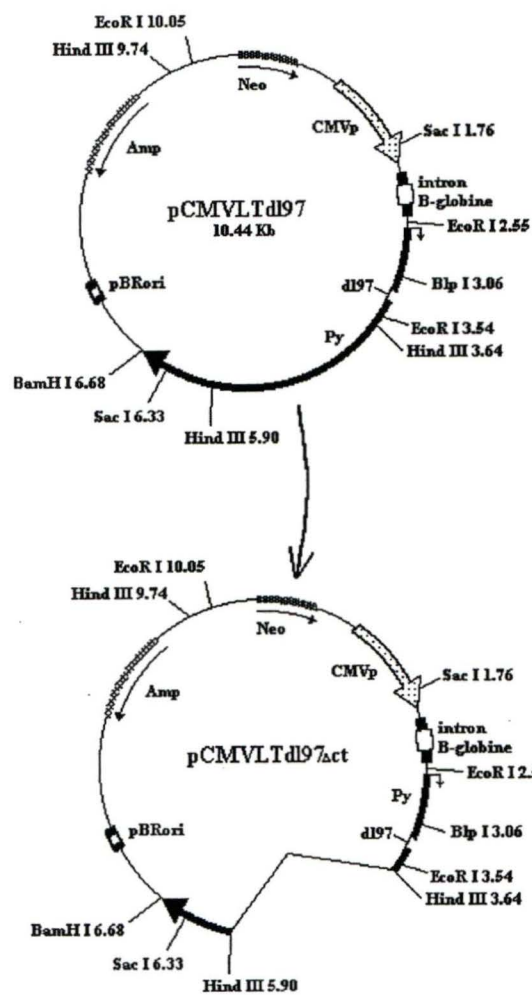 EcoR I 10.05
Hind III 9.74
Neo
CMVp
Sac I 1.76
Amp
intron
B-globine
pCMVLTdl97
10.44 Kb
EcoR I 2.55
pBRori
dl97
Blp I 3.06
EcoR I 3.54
Py
Hind III 3.64
BamH I 6.68
Sac I 6.33
Hind III 5.90
EcoR I 10.05
Hind III 9.74
Neo
CMVp
Sac I 1.76
Amp
intron
B-globine
pCMVLTdl97Δct
EcoR I 2.
Py
pBRori
dl97
Blp I 3.06
EcoR I 3.54
Hind III 3.64
BamH I 6.68
Sac I 6.33
Hind III 5.90